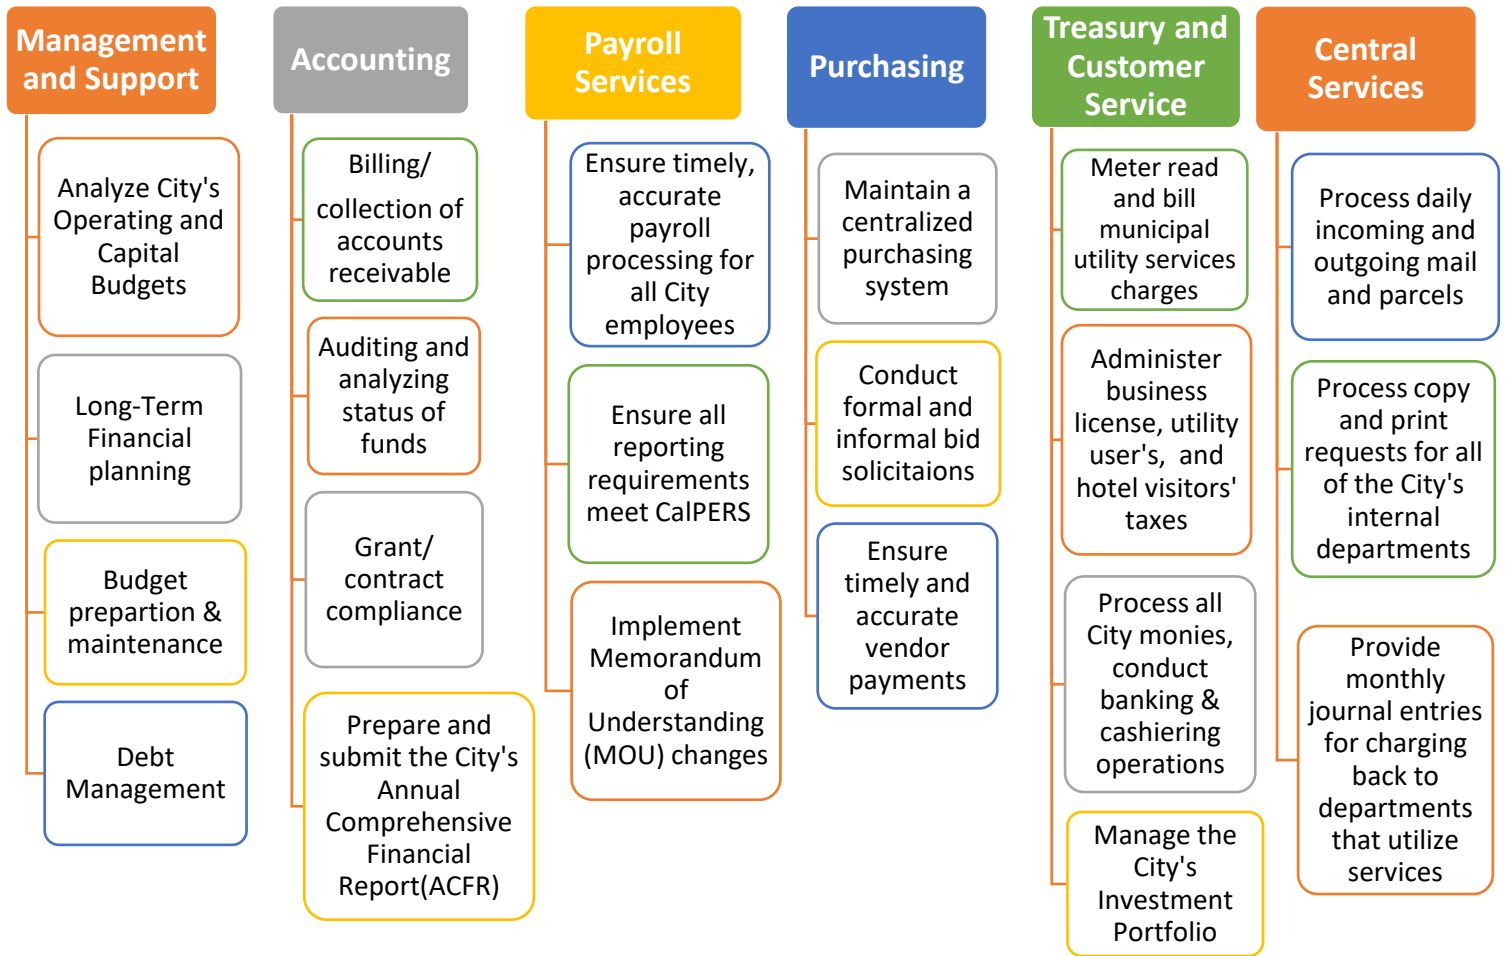 Management
and Support
Analyze City's
Operating and
Capital
Budgets
Long-Term
Financial
planning
Budget
prepartion &
maintenance
Debt
Management
Accounting
Billing/
collection of
accounts
receivable
Auditing and
analyzing
status of
funds
Grant/
contract
compliance
Prepare and
submit the City's
Annual
Comprehensive
Financial
Report(ACFR)
Payroll
Services
Ensure timely,
accurate
payroll
processing for
all City
employees
Ensure all
reporting
requirements
meet CalPERS
Implement
Memorandum
of
Understanding
(MOU) changes
Purchasing
Maintain a
centralized
purchasing
system
Conduct
formal and
informal bid
solicitaions
Ensure
timely and
accurate
vendor
payments
Treasury and
Customer
Service
Meter read
and bill
municipal
utility services
charges
Administer
business
license, utility
user's, and
hotel visitors'
taxes
Process all
City monies,
conduct
banking &
cashiering
operations
Manage the
City's
Investment
Portfolio
Central
Services
Process daily
incoming and
outgoing mail
and parcels
Process copy
and print
requests for all
of the City's
internal
departments
Provide
monthly
journal entries
for charging
back to
departments
that utilize
services